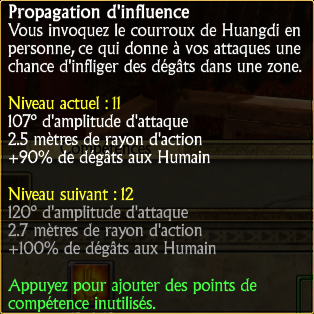 Propagation d'influence
Vous invoquez le courroux de Huangdi en
personne, ce qui donne à vos attaques une
chance d'infliger des dégâts dans une zone.
Niveau actuel : 11
107° d'amplitude d'attaque
2.5 mètres de rayon d'action
+90% de dégâts aux Humain
Niveau suivant : 12
120° d'amplitude d'attaque
2.7 mètres de rayon d'action
+100% de dégâts aux Humain
Appuyez pour ajouter des points de
compétence inutilisés.